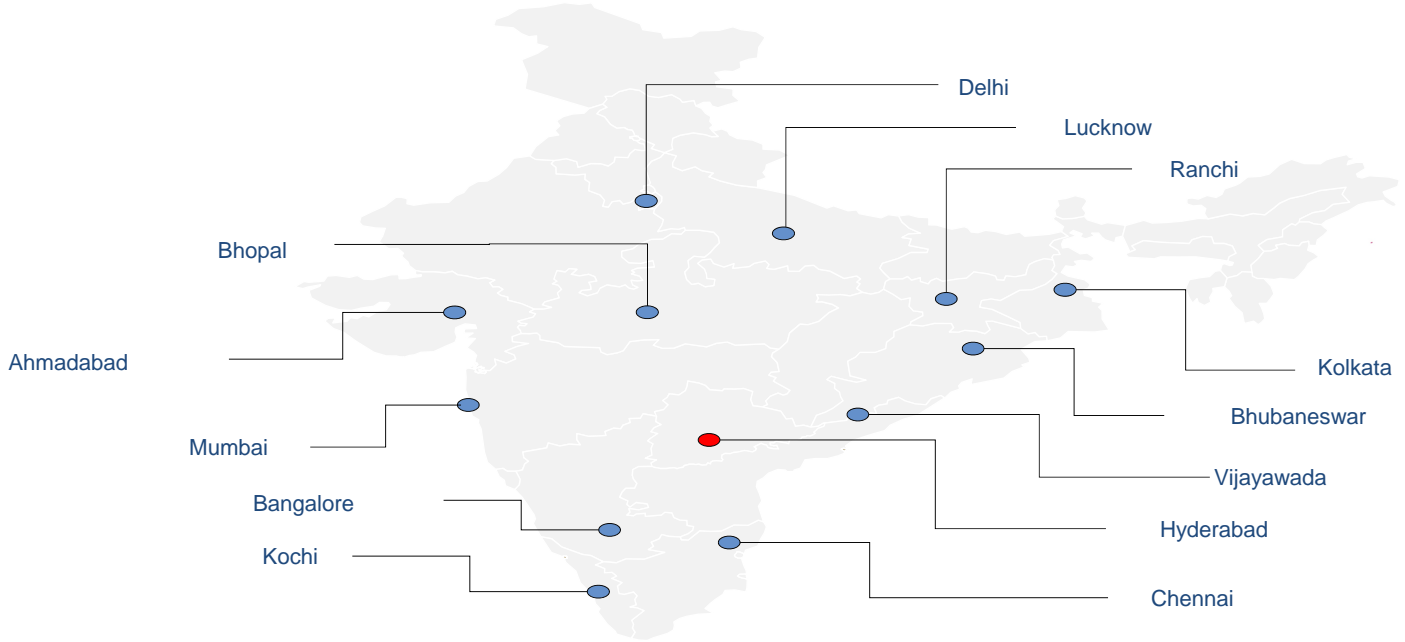 Delhi
Lucknow
Ranchi
Bhopal
Ahmadabad
Kolkata
Bhubaneswar
Mumbai
Vijayawada
Bangalore
Hyderabad
Kochi
Chennai